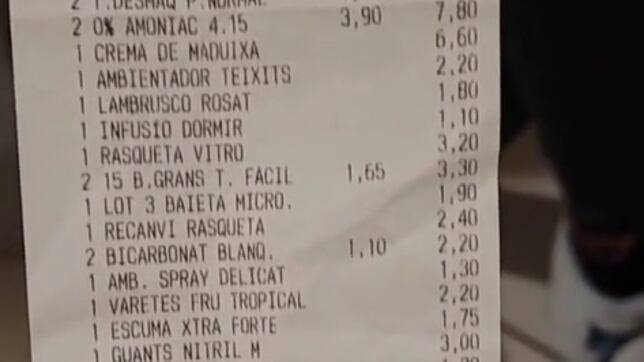 2 T.DESMAQ P.NORMAL
2 0% AMONIAC 4.15 3,90 7,80
1 CREMA DE MADUIXA 6,60
1 AMBIENTADOR TEIXITS 2,20
1 LAMBRUSCO ROSAT 1,80
1 INFUSIO DORMIR 1,10
1 RASQUETA VITRO 3,20
2 15 B.GRANS T. FACIL 1,65 3,30
1 LOT 3 BAIETA MICRO. 1,90
1 RECANVI RASQUETA 2,40
2 BICARBONAT BLANQ. 1,10 2,20
1 AMB. SPRAY DELICAT 1,30
1 VARETES FRU TROPICAL 2,20
1 ESCUMA XTRA FORTE 1,75
1 GUANTS NITRIL M 3,00